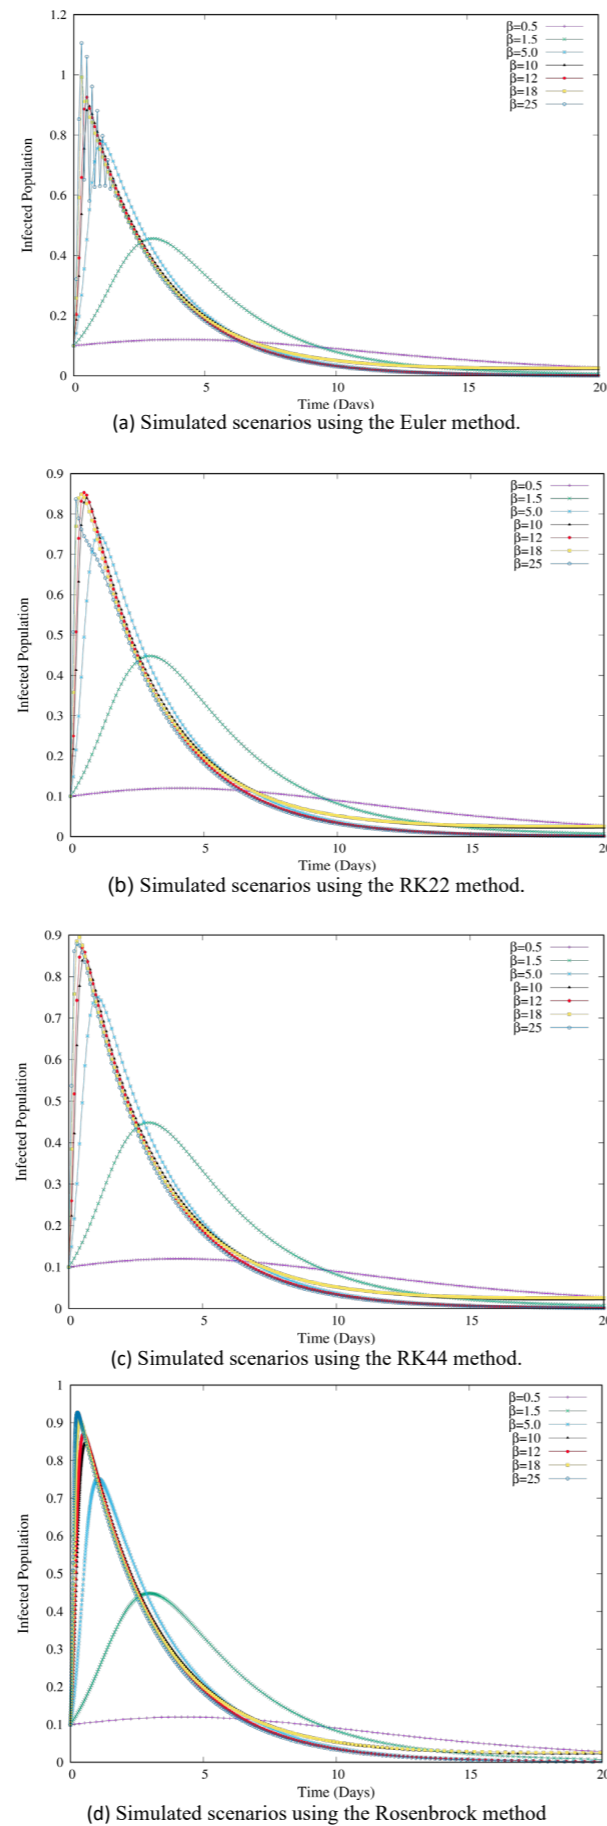 1.2
1
0.8
0.6
0.4
0.2
0
Infected Population
β=0.5
β=1.5
β=5.0
β=10
β=12
β=18
β=25
0 5 10 15 20
Time (Days)
(a) Simulated scenarios using the Euler method.
0.9
0.8
0.7
0.6
0.5
0.4
0.3
0.2
0.1
0
Infected Population
β=0.5
β=1.5
β=5.0
β=10
β=12
β=18
β=25
0 5 10 15 20
Time (Days)
(b) Simulated scenarios using the RK22 method.
0.9
0.8
0.7
0.6
0.5
0.4
0.3
0.2
0.1
0
Infected Population
β=0.5
β=1.5
β=5.0
β=10
β=12
β=18
β=25
0 5 10 15 20
Time (Days)
(c) Simulated scenarios using the RK44 method.
1
0.9
0.8
0.7
0.6
0.5
0.4
0.3
0.2
0.1
0
Infected Population
β=0.5
β=1.5
β=5.0
β=10
β=12
β=18
β=25
0 5 10 15 20
Time (Days)
(d) Simulated scenarios using the Rosenbrock method